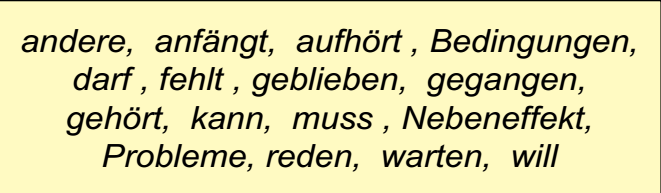 andere, anfängt, aufhört , Bedingungen,
darf , fehlt , geblieben, gegangen,
gehört, kann, muss , Nebeneffekt,
Probleme, reden, warten, will